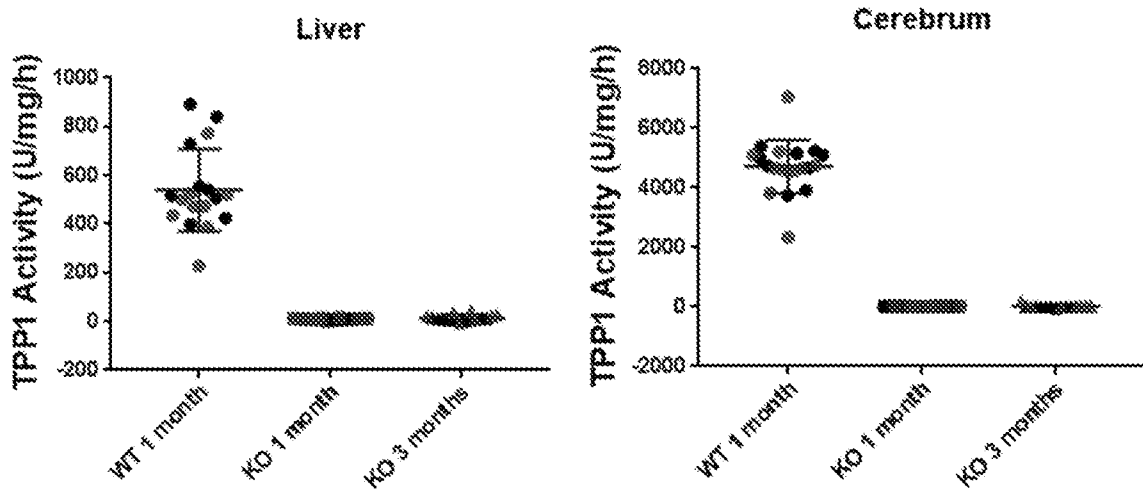 Liver
TPP1 Activity (U/mg/h)
1000
800
600
400
200
0
-200
WT 1 month
KO 1 month
KO 3 months
Cerebrum
TPP1 Activity (U/mg/h)
8000
6000
4000
2000
0
-2000
WT 1 month
KO 1 month
KO 3 months